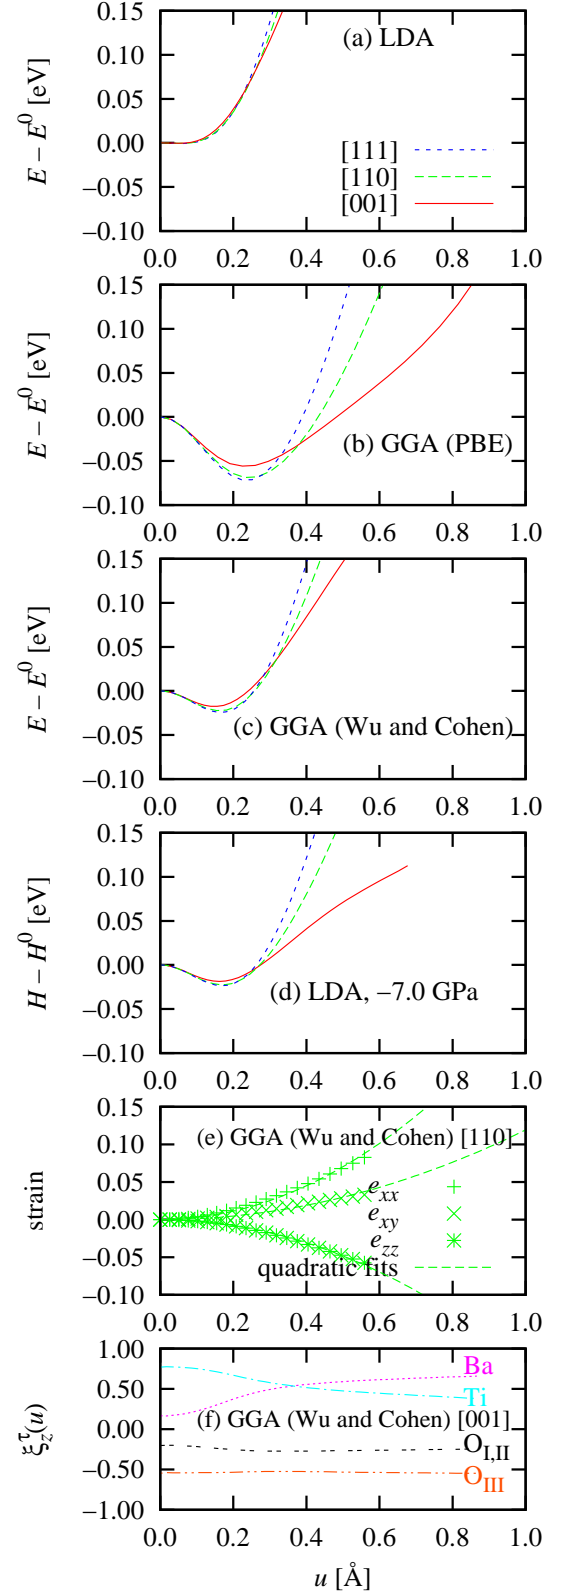 0.15
(a) LDA
0.10
0.05
E − E⁰ [eV]
0.00
[111]
[110]
−0.05
[001]
−0.10
0.0 0.2 0.4 0.6 0.8 1.0
0.15
0.10
0.05
E − E⁰ [eV]
0.00
(b) GGA (PBE)
−0.05
−0.10
0.0 0.2 0.4 0.6 0.8 1.0
0.15
0.10
0.05
E − E⁰ [eV]
0.00
(c) GGA (Wu and Cohen)
−0.05
−0.10
0.0 0.2 0.4 0.6 0.8 1.0
0.15
0.10
0.05
H − H⁰ [eV]
0.00
(d) LDA, −7.0 GPa
−0.05
−0.10
0.0 0.2 0.4 0.6 0.8 1.0
0.15
(e) GGA (Wu and Cohen) [110]
0.10
0.05
e_xx
strain
0.00
e_xy
e_zz
−0.05
quadratic fits
−0.10
0.0 0.2 0.4 0.6 0.8 1.0
1.00
Ba
0.50
Ti
(f) GGA (Wu and Cohen) [001]
ξ_z^τ(u)
0.00
O_I,II
−0.50
O_III
−1.00
0.0 0.2 0.4 0.6 0.8 1.0
u [Å]